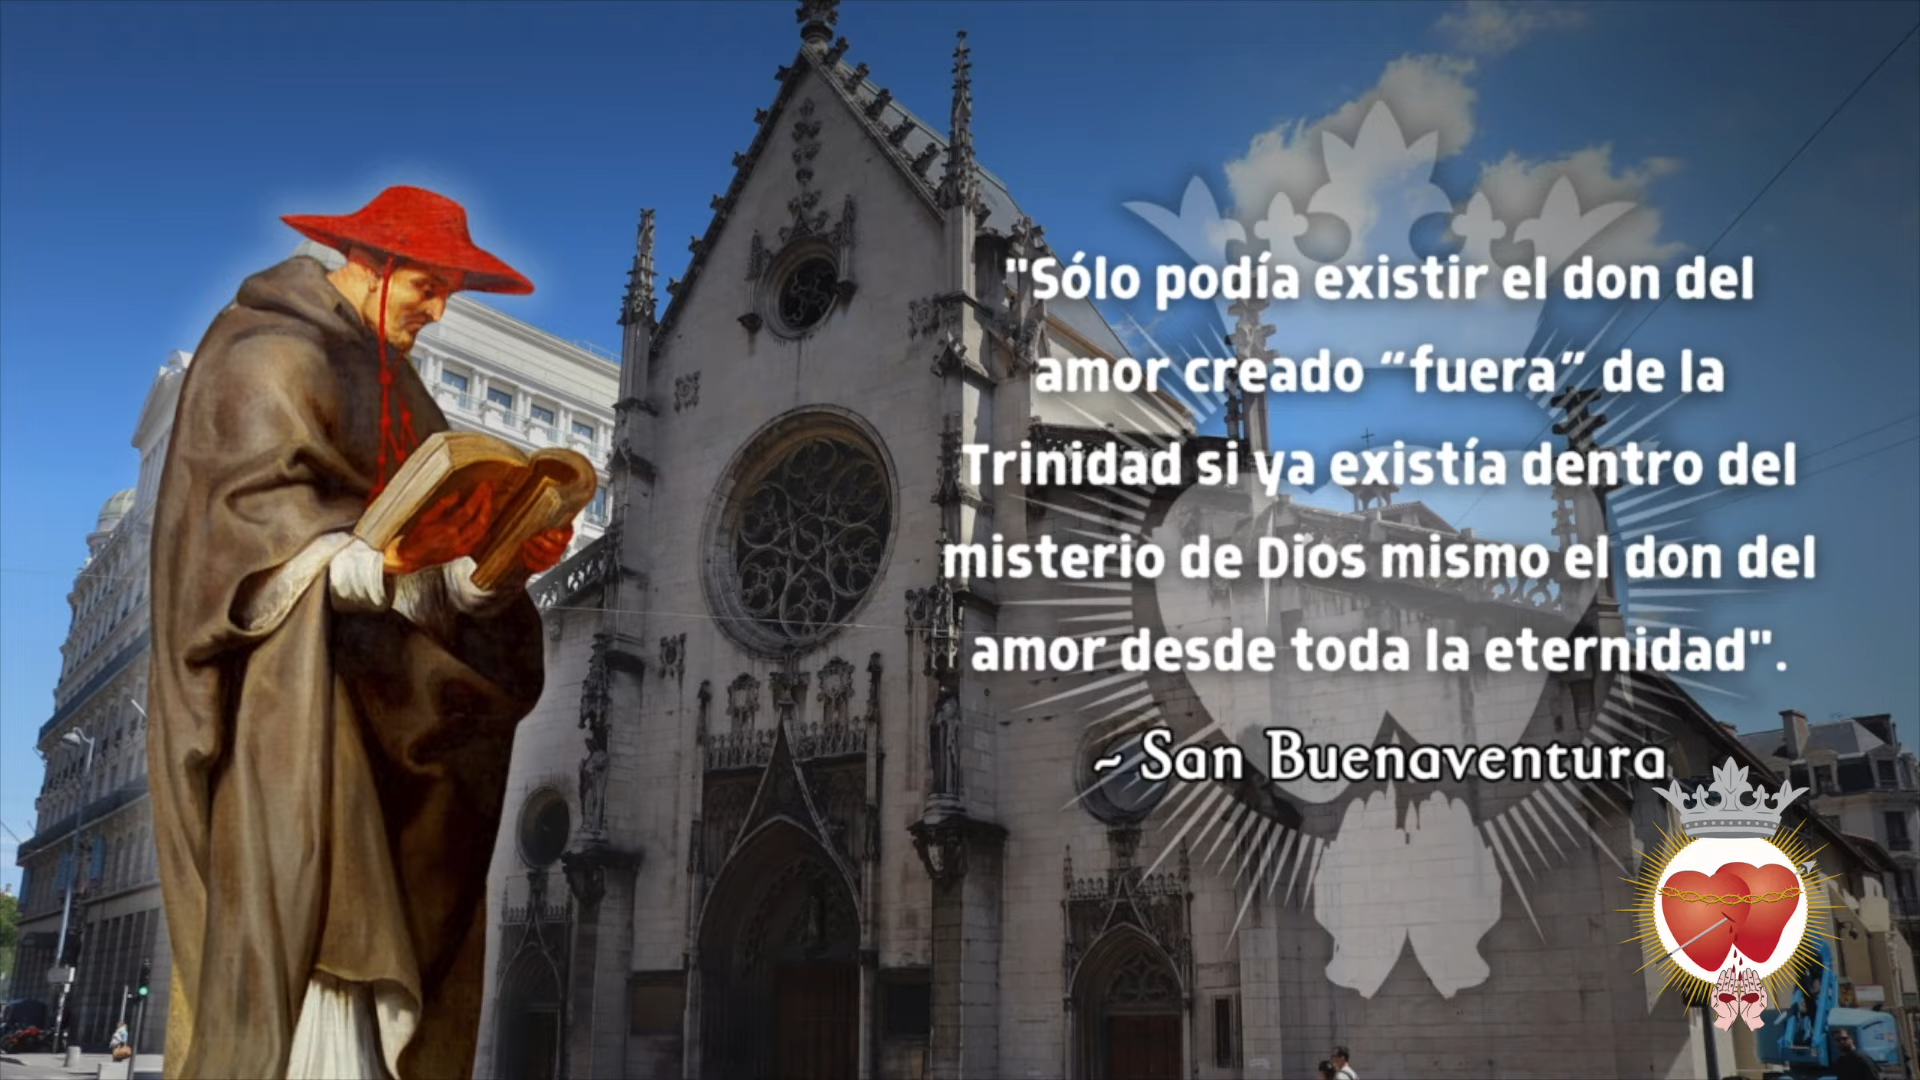 "Sólo podía existir el don del
amor creado “fuera” de la
Trinidad si ya existía dentro del
misterio de Dios mismo el don del
amor desde toda la eternidad".
~ San Buenaventura